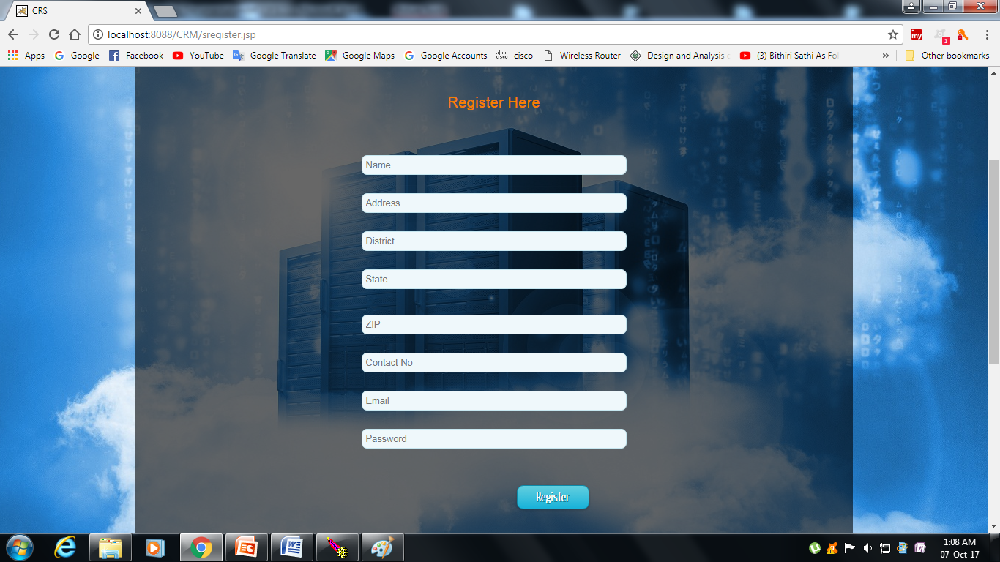 CRS
localhost:8088/CRM/sregister.jsp
my
1
Apps Google Facebook YouTube Google Translate Google Maps Google Accounts cisco Wireless Router Design and Analysis (3) Bithiri Sathi As Fo » Other bookmarks
Register Here
Name
Address
District
State
ZIP
Contact No
Email
Password
Register
1:08 AM
07-Oct-17